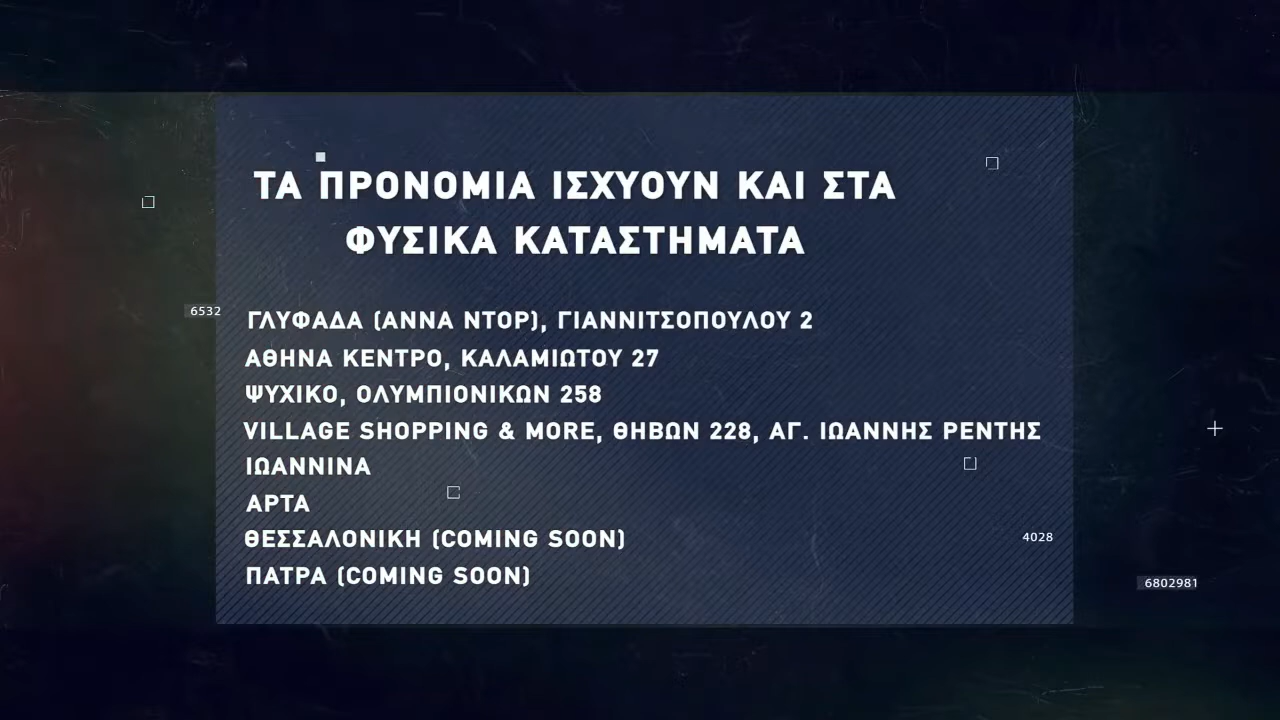 ΤΑ ΠΡΟΝΟΜΙΑ ΙΣΧΥΟΥΝ ΚΑΙ ΣΤΑ
ΦΥΣΙΚΑ ΚΑΤΑΣΤΗΜΑΤΑ
6532
ΓΛΥΦΑΔΑ (ΑΝΝΑ ΝΤΟΡ), ΓΙΑΝΝΙΤΣΟΠΟΥΛΟΥ 2
ΑΘΗΝΑ ΚΕΝΤΡΟ, ΚΑΛΑΜΙΩΤΟΥ 27
ΨΥΧΙΚΟ, ΟΛΥΜΠΙΟΝΙΚΩΝ 258
VILLAGE SHOPPING & MORE, ΘΗΒΩΝ 228, ΑΓ. ΙΩΑΝΝΗΣ ΡΕΝΤΗΣ
ΙΩΑΝΝΙΝΑ
ΑΡΤΑ
ΘΕΣΣΑΛΟΝΙΚΗ (COMING SOON)
4028
ΠΑΤΡΑ (COMING SOON)
6802981